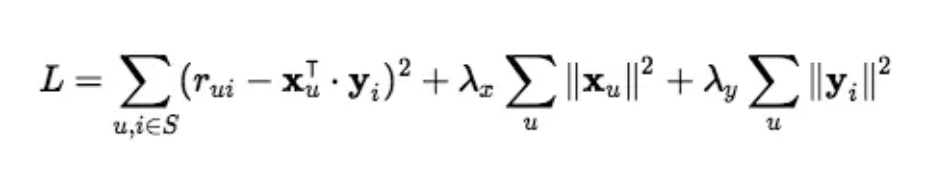 L = \sum_{u,i \in S} (r_{ui} - \mathbf{x}_u^\intercal \cdot \mathbf{y}_i)^2 + \lambda_x \sum_u \|\mathbf{x}_u\|^2 + \lambda_y \sum_u \|\mathbf{y}_i\|^2